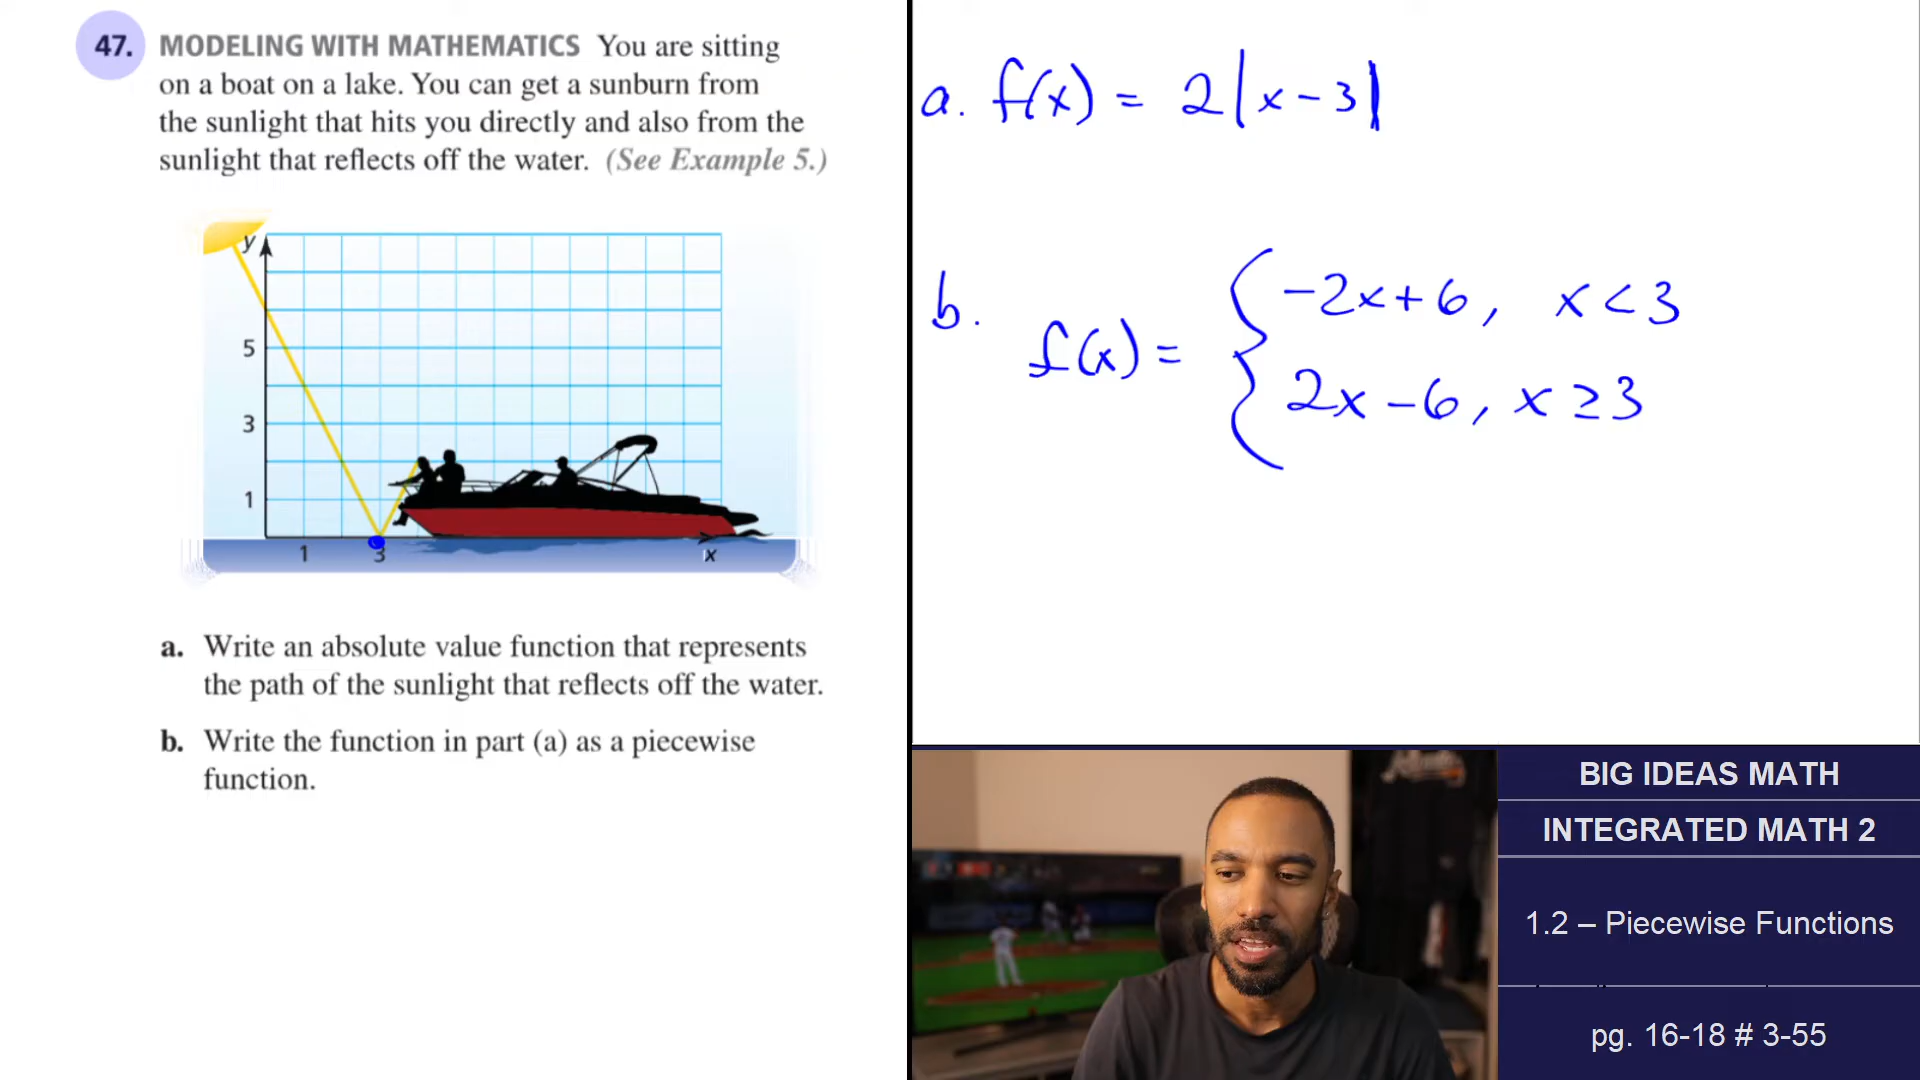 47. MODELING WITH MATHEMATICS You are sitting
on a boat on a lake. You can get a sunburn from
the sunlight that hits you directly and also from the
sunlight that reflects off the water. (See Example 5.)
y
5
3
1
1
3
x
a. Write an absolute value function that represents
the path of the sunlight that reflects off the water.
b. Write the function in part (a) as a piecewise
function.
a. f(x) = 2|x-3|
b.
f(x) =
{ -2x+6, x<3
2x-6, x≥3
BIG IDEAS MATH
INTEGRATED MATH 2
1.2 – Piecewise Functions
pg. 16-18 # 3-55